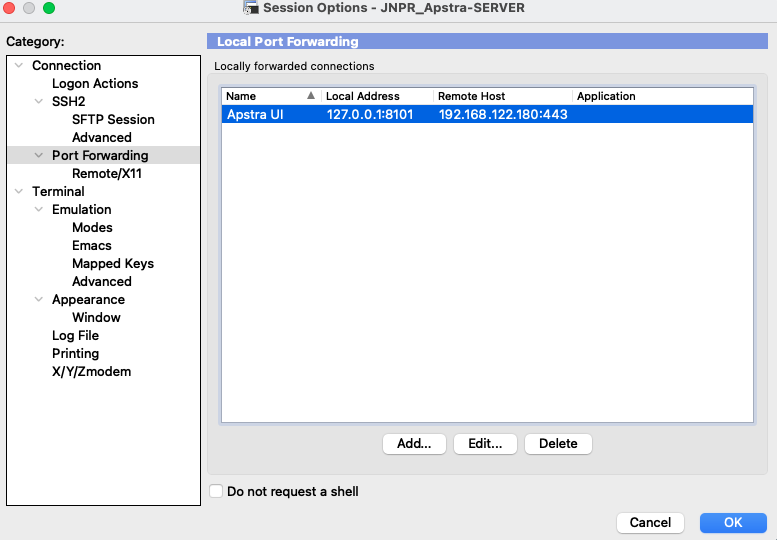 Session Options - JNPR_Apstra-SERVER
Category:
Connection
Logon Actions
SSH2
SFTP Session
Advanced
Port Forwarding
Remote/X11
Terminal
Emulation
Modes
Emacs
Mapped Keys
Advanced
Appearance
Window
Log File
Printing
X/Y/Zmodem
Local Port Forwarding
Locally forwarded connections
Name Local Address Remote Host Application
Apstra UI 127.0.0.1:8101 192.168.122.180:443
Add... Edit... Delete
Do not request a shell
Cancel OK